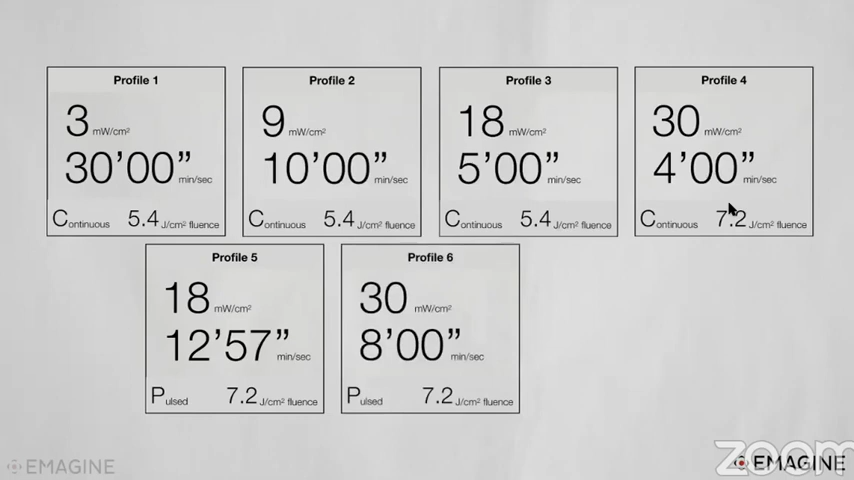 Profile 1
3 mW/cm²
30’00” min/sec
Continuous 5.4 J/cm² fluence
Profile 2
9 mW/cm²
10’00” min/sec
Continuous 5.4 J/cm² fluence
Profile 3
18 mW/cm²
5’00” min/sec
Continuous 5.4 J/cm² fluence
Profile 4
30 mW/cm²
4’00” min/sec
Continuous 7.2 J/cm² fluence
Profile 5
18 mW/cm²
12’57” min/sec
Pulsed 7.2 J/cm² fluence
Profile 6
30 mW/cm²
8’00” min/sec
Pulsed 7.2 J/cm² fluence
EMAGINE
zoom
EMAGINE